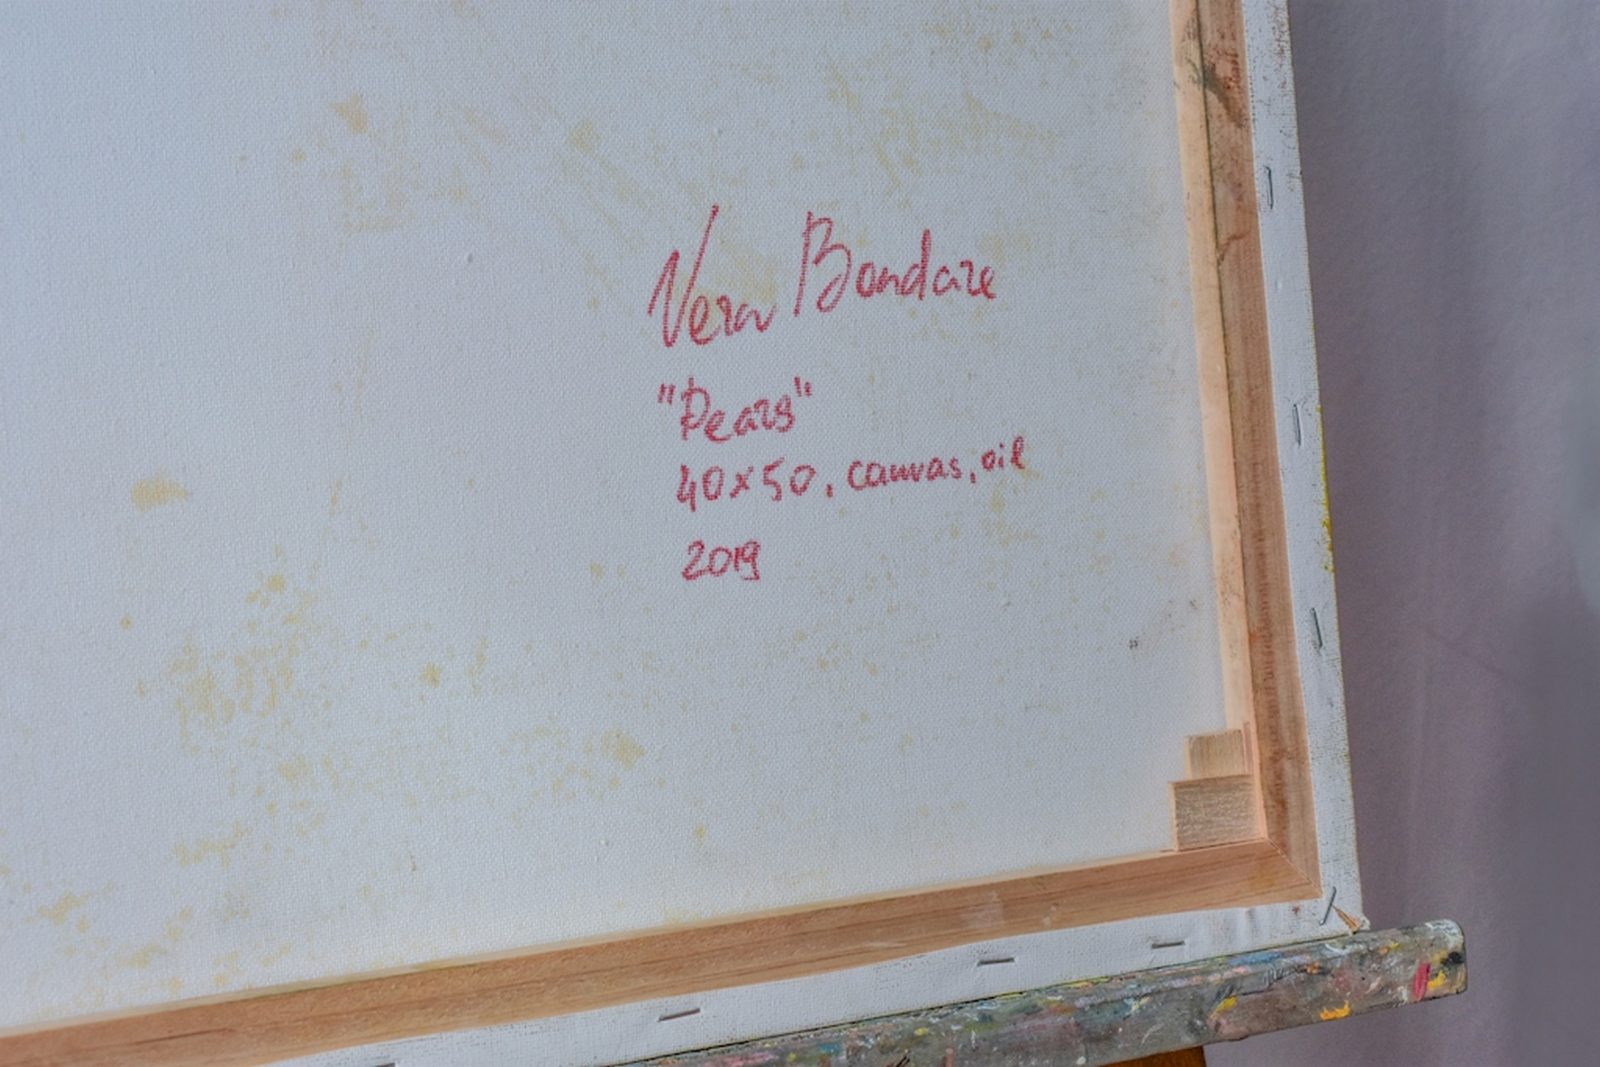 Vera Bondare
"Pears"
40x50, canvas, oil
2019